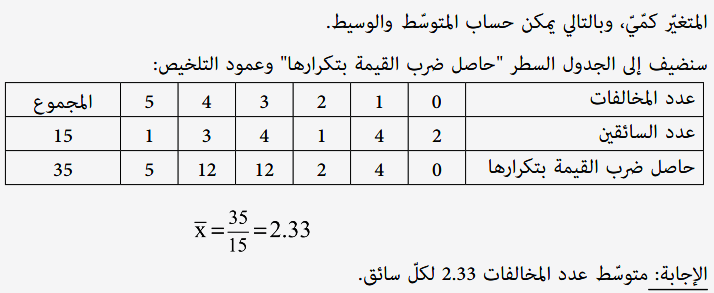 المتغيّر كمّيّ، وبالتالي يمكن حساب المتوسّط والوسيط.
سنضيف إلى الجدول السطر "حاصل ضرب القيمة بتكرارها" وعمود التلخيص:
عدد المخالفات 0 1 2 3 4 5 المجموع
عدد السائقين 2 4 1 4 3 1 15
حاصل ضرب القيمة بتكرارها 0 4 2 12 12 5 35
x̄ = 35/15 = 2.33
الإجابة: متوسّط عدد المخالفات 2.33 لكلّ سائق.